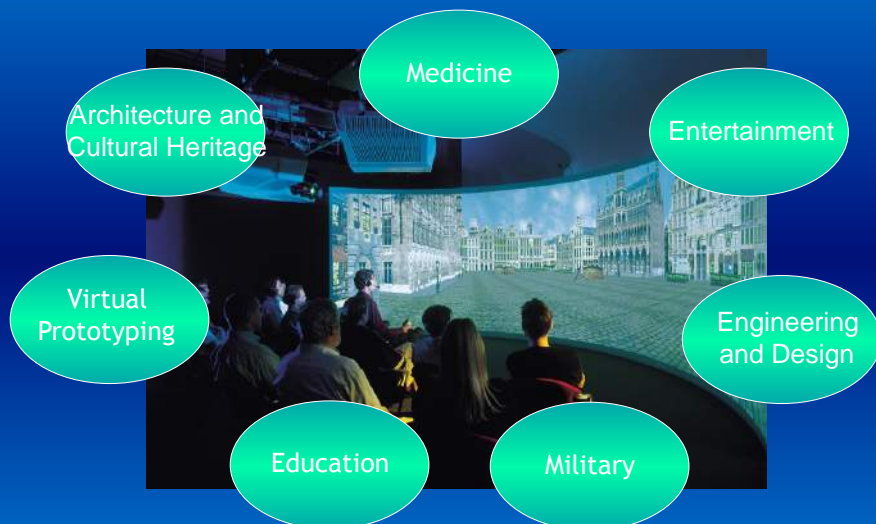 Medicine
Architecture and
Cultural Heritage
Entertainment
Virtual
Prototyping
Engineering
and Design
Education
Military